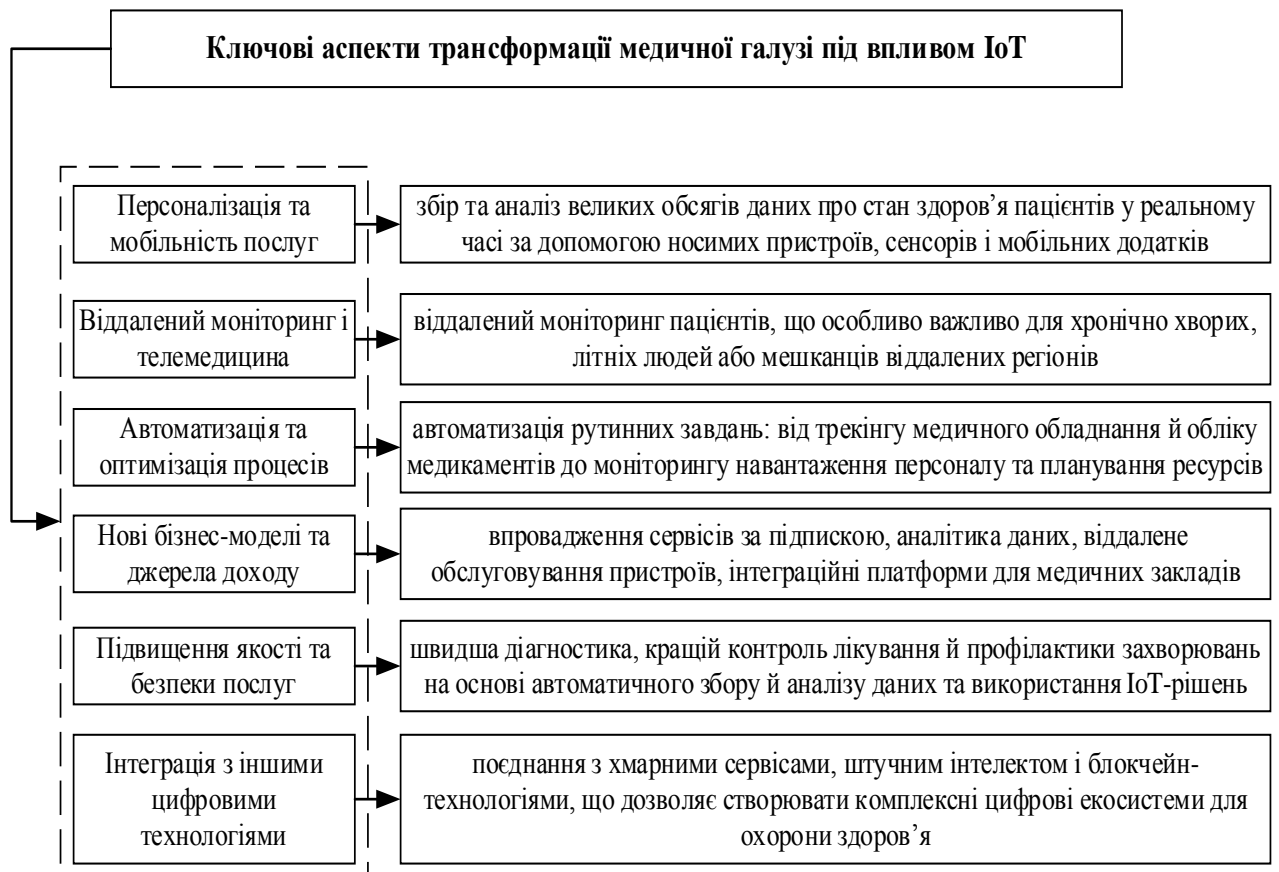 Ключові аспекти трансформації медичної галузі під впливом ІоТ
Персоналізація та
мобільність послуг
збір та аналіз великих обсягів даних про стан здоров’я пацієнтів у реальному
часі за допомогою носимих пристроїв, сенсорів і мобільних додатків
Віддалений моніторинг і
телемедицина
віддалений моніторинг пацієнтів, що особливо важливо для хронічно хворих,
літніх людей або мешканців віддалених регіонів
Автоматизація та
оптимізація процесів
автоматизація рутинних завдань: від трекінгу медичного обладнання й обліку
медикаментів до моніторингу навантаження персоналу та планування ресурсів
Нові бізнес-моделі та
джерела доходу
впровадження сервісів за підпискою, аналітика даних, віддалене
обслуговування пристроїв, інтеграційні платформи для медичних закладів
Підвищення якості та
безпеки послуг
швидша діагностика, кращій контроль лікування й профілактики захворювань
на основі автоматичного збору й аналізу даних та використання ІоТ-рішень
Інтеграція з іншими
цифровими
технологіями
поєднання з хмарними сервісами, штучним інтелектом і блокчейн-
технологіями, що дозволяє створювати комплексні цифрові екосистеми для
охорони здоров’я